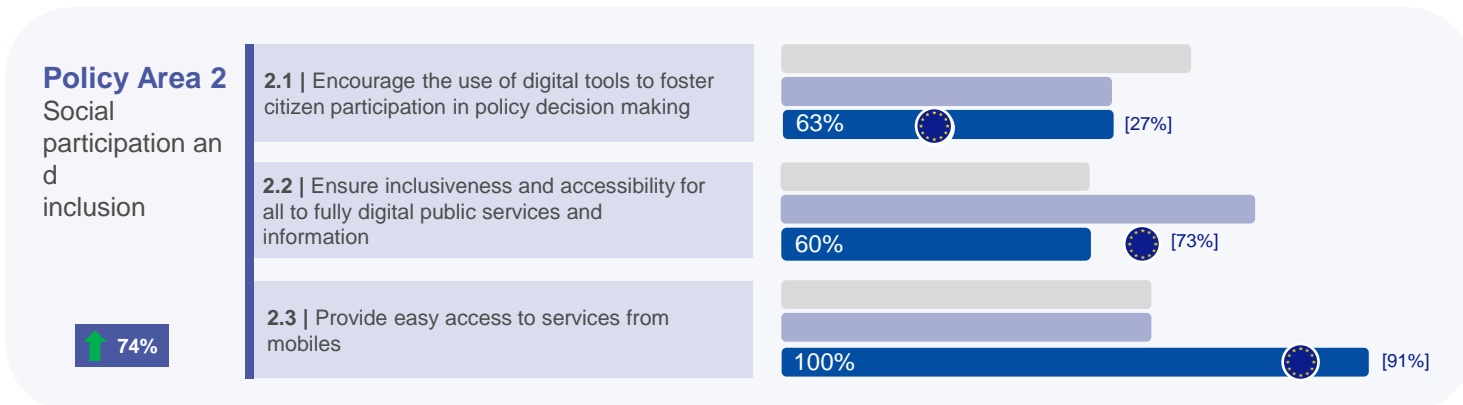 Policy Area 2
Social
participation an
d
inclusion
74%
2.1 | Encourage the use of digital tools to foster
citizen participation in policy decision making
63%
[27%]
2.2 | Ensure inclusiveness and accessibility for
all to fully digital public services and
information
60%
[73%]
2.3 | Provide easy access to services from
mobiles
100%
[91%]